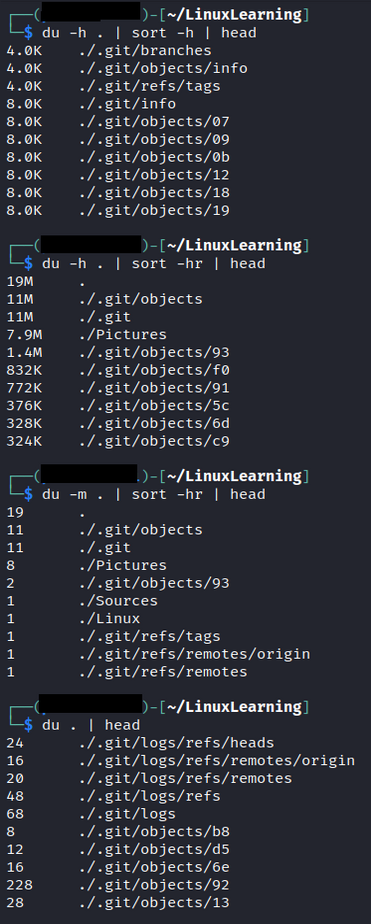 ┌──( )-[~/LinuxLearning]
└─$ du -h . | sort -h | head
4.0K ./.git/branches
4.0K ./.git/objects/info
4.0K ./.git/refs/tags
8.0K ./.git/info
8.0K ./.git/objects/07
8.0K ./.git/objects/09
8.0K ./.git/objects/0b
8.0K ./.git/objects/12
8.0K ./.git/objects/18
8.0K ./.git/objects/19
┌──( )-[~/LinuxLearning]
└─$ du -h . | sort -hr | head
19M .
11M ./.git/objects
11M ./.git
7.9M ./Pictures
1.4M ./.git/objects/93
832K ./.git/objects/f0
772K ./.git/objects/91
376K ./.git/objects/5c
328K ./.git/objects/6d
324K ./.git/objects/c9
┌──( )-[~/LinuxLearning]
└─$ du -m . | sort -hr | head
19 .
11 ./.git/objects
11 ./.git
8 ./Pictures
2 ./.git/objects/93
1 ./Sources
1 ./Linux
1 ./.git/refs/tags
1 ./.git/refs/remotes/origin
1 ./.git/refs/remotes
┌──( )-[~/LinuxLearning]
└─$ du . | head
24 ./.git/logs/refs/heads
16 ./.git/logs/refs/remotes/origin
20 ./.git/logs/refs/remotes
48 ./.git/logs/refs
68 ./.git/logs
8 ./.git/objects/b8
12 ./.git/objects/d5
16 ./.git/objects/6e
228 ./.git/objects/92
28 ./.git/objects/13